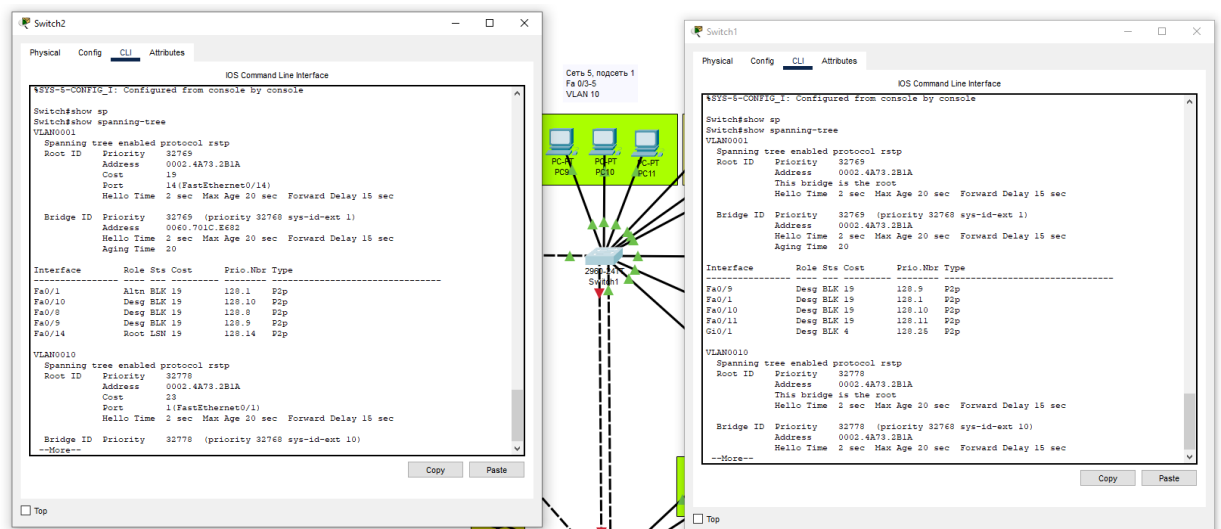 Switch2
Physical Config CLI Attributes
IOS Command Line Interface
%SYS-5-CONFIG_I: Configured from console by console
Switch#show sp
Switch#show spanning-tree
VLAN0001
Spanning tree enabled protocol rstp
Root ID Priority 32769
Address 0002.4A73.2B1A
Cost 19
Port 14(FastEthernet0/14)
Hello Time 2 sec Max Age 20 sec Forward Delay 15 sec
Bridge ID Priority 32769 (priority 32768 sys-id-ext 1)
Address 0060.701C.E682
Hello Time 2 sec Max Age 20 sec Forward Delay 15 sec
Aging Time 20
Interface Role Sts Cost Prio.Nbr Type
---------------- ---- --- --------- -------- --------------------------------
Fa0/1 Altn BLK 19 128.1 P2p
Fa0/10 Desg BLK 19 128.10 P2p
Fa0/8 Desg BLK 19 128.8 P2p
Fa0/9 Desg BLK 19 128.9 P2p
Fa0/14 Root LSN 19 128.14 P2p
VLAN0010
Spanning tree enabled protocol rstp
Root ID Priority 32778
Address 0002.4A73.2B1A
Cost 23
Port 1(FastEthernet0/1)
Hello Time 2 sec Max Age 20 sec Forward Delay 15 sec
Bridge ID Priority 32778 (priority 32768 sys-id-ext 10)
--More--
Copy Paste
Top
Сеть 5, подсеть 1
Fa 0/3-5
VLAN 10
PC-PT
PC9
PC-PT
PC10
PC-PT
PC11
2960-24TT
Switch1
Switch1
Physical Config CLI Attributes
IOS Command Line Interface
%SYS-5-CONFIG_I: Configured from console by console
Switch#show sp
Switch#show spanning-tree
VLAN0001
Spanning tree enabled protocol rstp
Root ID Priority 32769
Address 0002.4A73.2B1A
This bridge is the root
Hello Time 2 sec Max Age 20 sec Forward Delay 15 sec
Bridge ID Priority 32769 (priority 32768 sys-id-ext 1)
Address 0002.4A73.2B1A
Hello Time 2 sec Max Age 20 sec Forward Delay 15 sec
Aging Time 20
Interface Role Sts Cost Prio.Nbr Type
---------------- ---- --- --------- -------- --------------------------------
Fa0/9 Desg BLK 19 128.9 P2p
Fa0/1 Desg BLK 19 128.1 P2p
Fa0/10 Desg BLK 19 128.10 P2p
Fa0/11 Desg BLK 19 128.11 P2p
Gi0/1 Desg BLK 4 128.25 P2p
VLAN0010
Spanning tree enabled protocol rstp
Root ID Priority 32778
Address 0002.4A73.2B1A
This bridge is the root
Hello Time 2 sec Max Age 20 sec Forward Delay 15 sec
Bridge ID Priority 32778 (priority 32768 sys-id-ext 10)
Address 0002.4A73.2B1A
Hello Time 2 sec Max Age 20 sec Forward Delay 15 sec
--More--
Copy Paste
Top